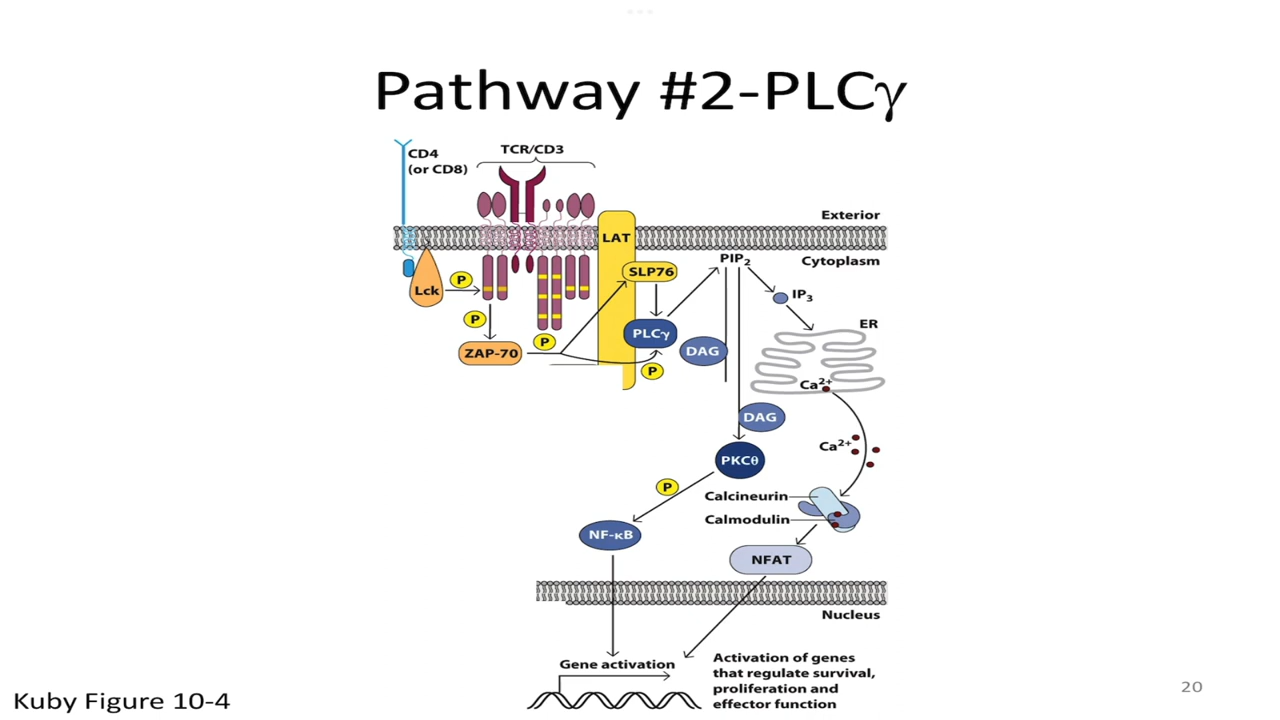 Pathway #2-PLCγ
CD4
(or CD8)
TCR/CD3
Exterior
LAT
Cytoplasm
PIP₂
SLP76
P
Lck
IP₃
P
ER
PLCγ
P
ZAP-70
DAG
P
Ca²⁺
DAG
Ca²⁺
PKCθ
P
Calcineurin
Calmodulin
NF-κB
NFAT
Nucleus
Gene activation
Activation of genes
that regulate survival,
proliferation and
effector function
Kuby Figure 10-4
20